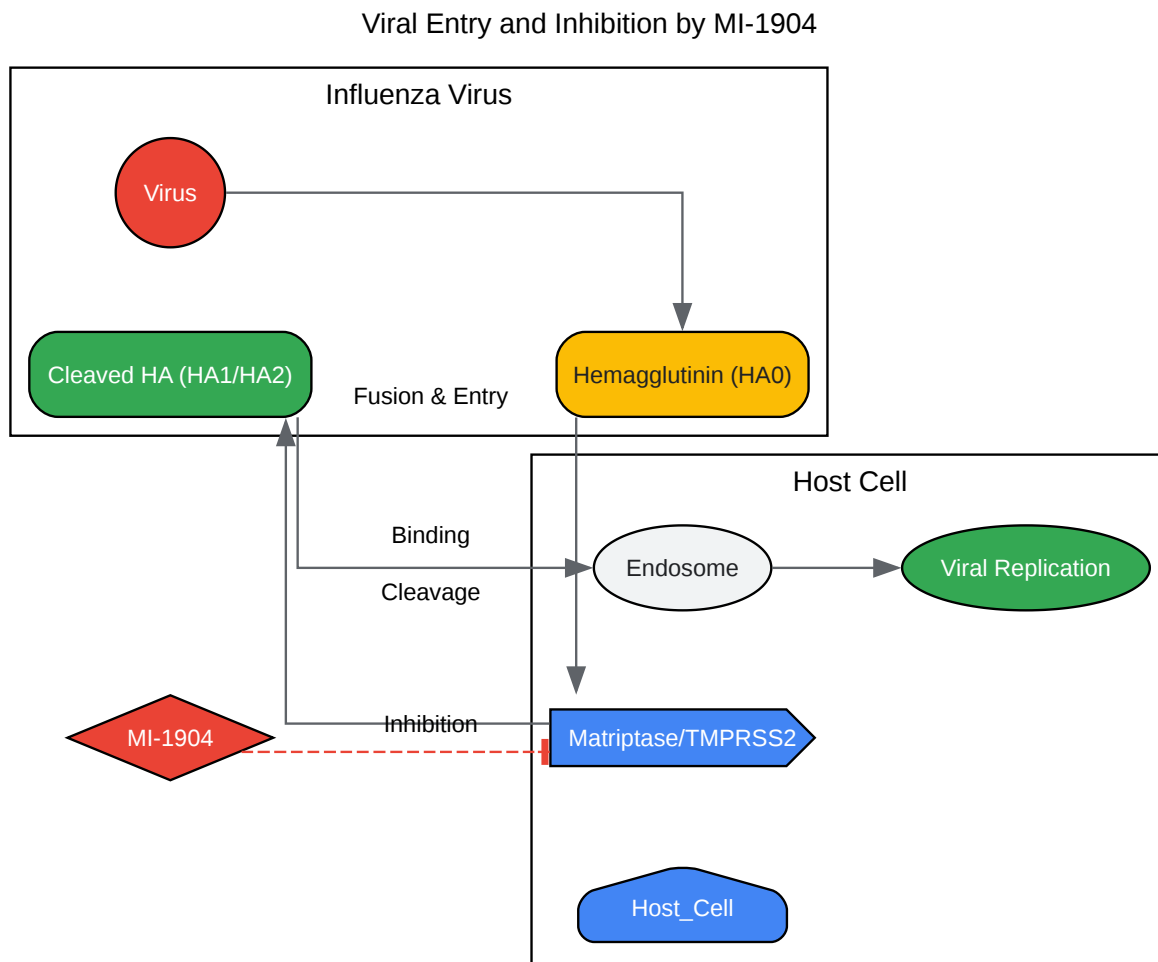 Viral Entry and Inhibition by MI-1904
Influenza Virus
Virus
Cleaved HA (HA1/HA2)
Fusion & Entry
Hemagglutinin (HA0)
Host Cell
Binding
Endosome
Viral Replication
Cleavage
MI-1904
Inhibition
Matriptase/TMPRSS2
Host_Cell